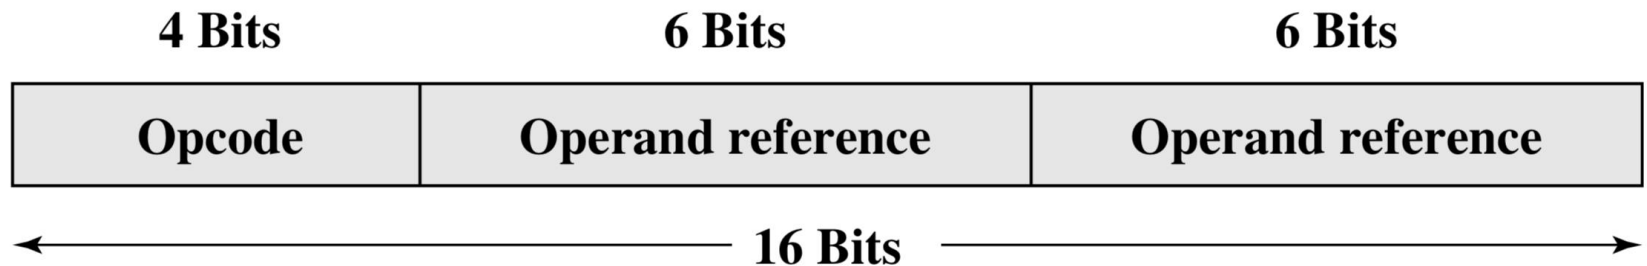 4 Bits 6 Bits 6 Bits
Opcode Operand reference Operand reference
16 Bits